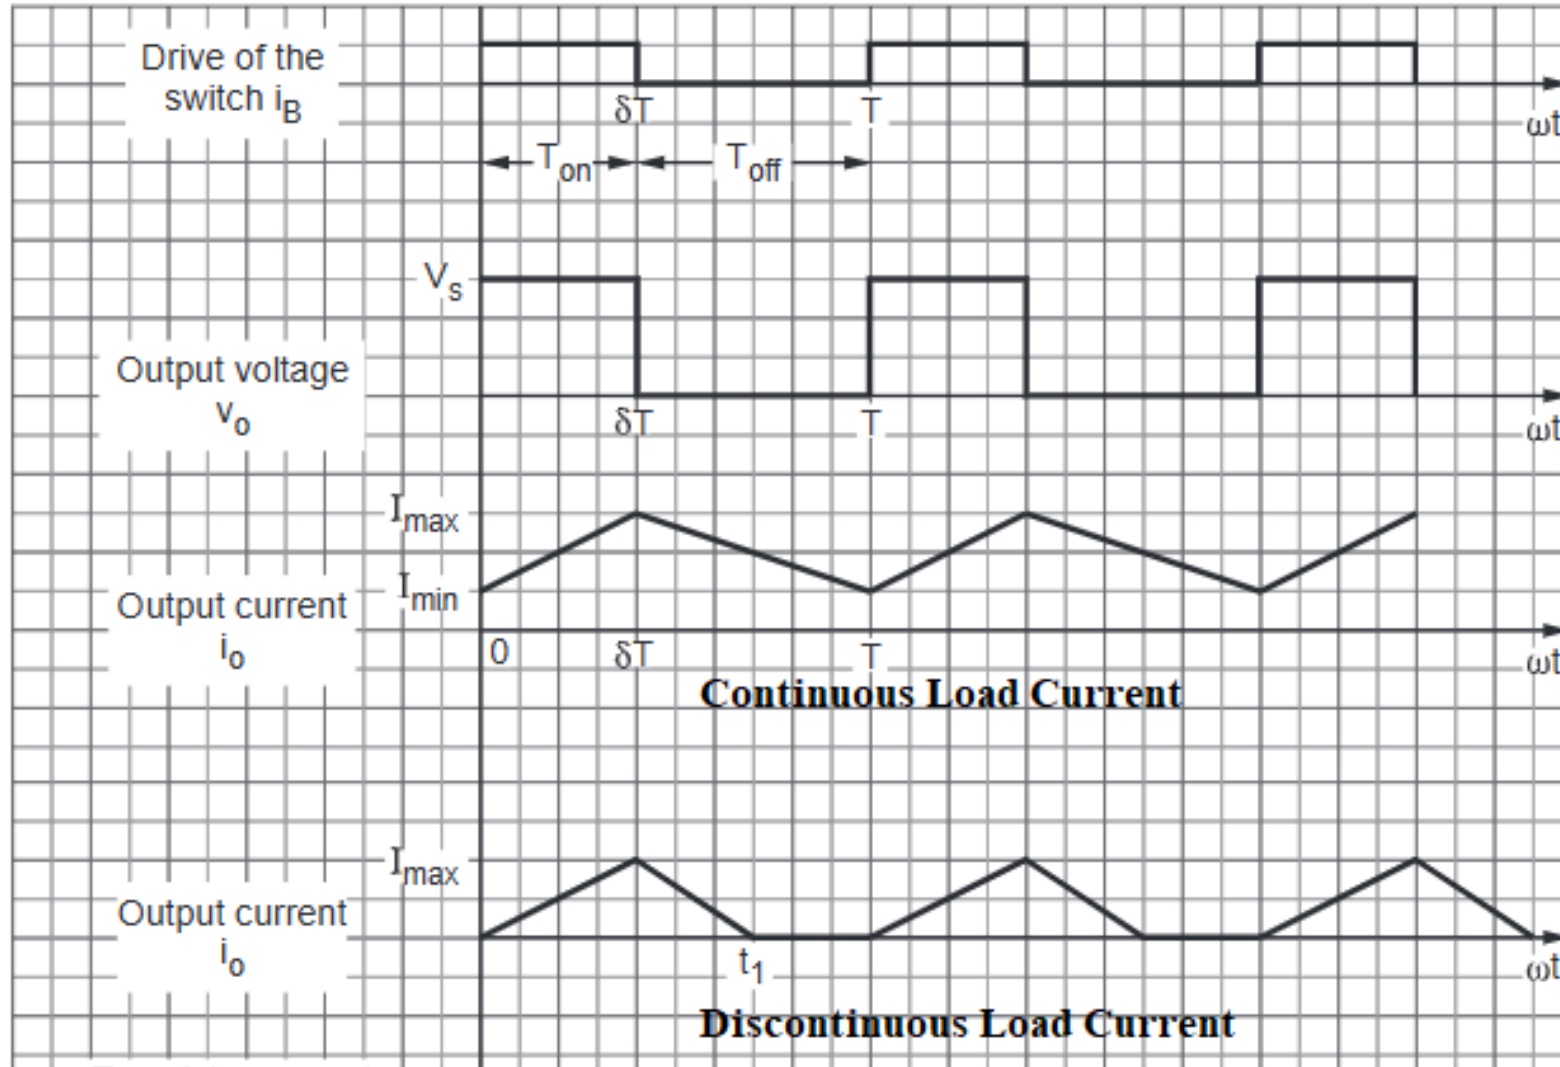 Drive of the
switch iB
δT
T
ωt
Ton
Toff
Vs
Output voltage
vo
δT
T
ωt
Imax
Imin
Output current
io
0
δT
T
ωt
Continuous Load Current
Imax
Output current
io
t1
ωt
Discontinuous Load Current